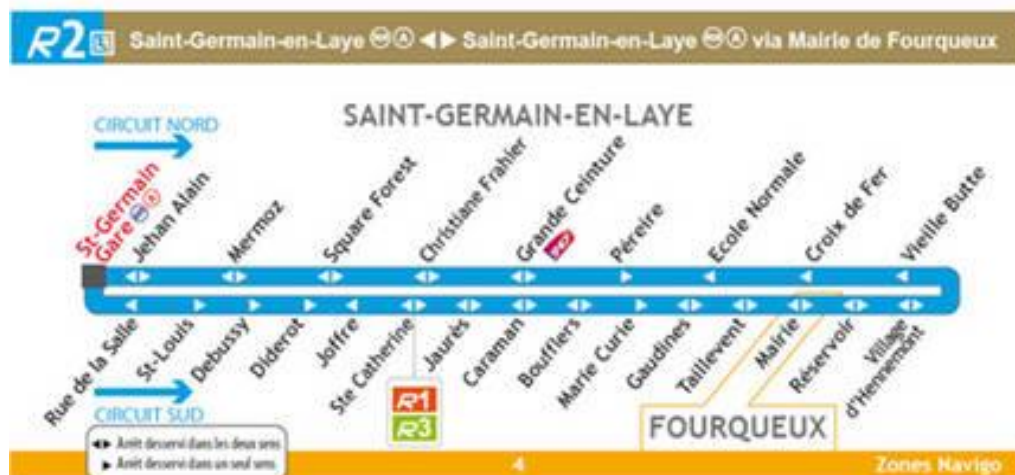 R2 Saint-Germain-en-Laye RER A ◄► Saint-Germain-en-Laye RER A via Mairie de Fourqueux
CIRCUIT NORD
SAINT-GERMAIN-EN-LAYE
St-Germain
Gare RER A
Jehan Alain
Mermoz
Square Forest
Christiane Frahier
Grande Ceinture
Péreire
Ecole Normale
Croix de Fer
Vieille Butte
Rue de la Salle
St-Louis
Debussy
Diderot
Joffre
Ste Catherine
Jaurès
Caraman
Boufflers
Marie Curie
Gaudines
Taillevent
Mairie
Réservoir
Village
d'Hennemont
CIRCUIT SUD
R1
R3
FOURQUEUX
◄► Arrêt desservi dans les deux sens
► Arrêt desservi dans un seul sens
4
Zones Navigo